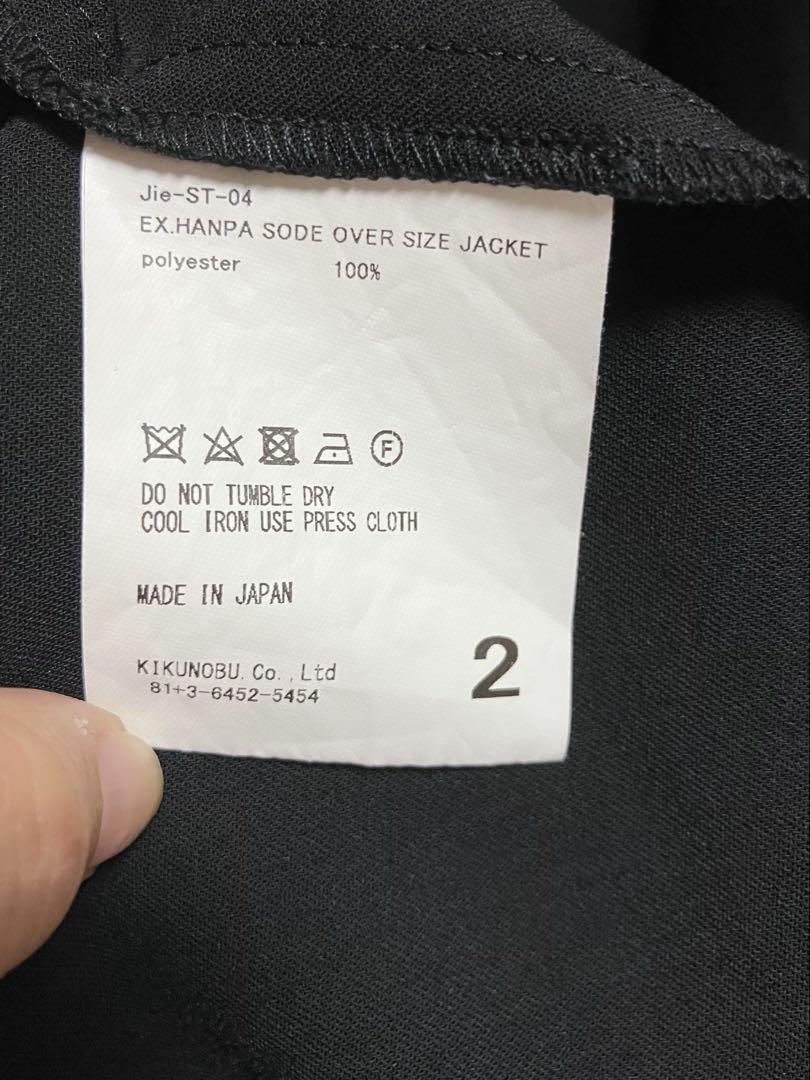 Jie-ST-04
EX.HANPA SODE OVER SIZE JACKET
polyester 100%
F
DO NOT TUMBLE DRY
COOL IRON USE PRESS CLOTH
MADE IN JAPAN
KIKUNOBU. Co. ,Ltd
81+3-6452-5454
2